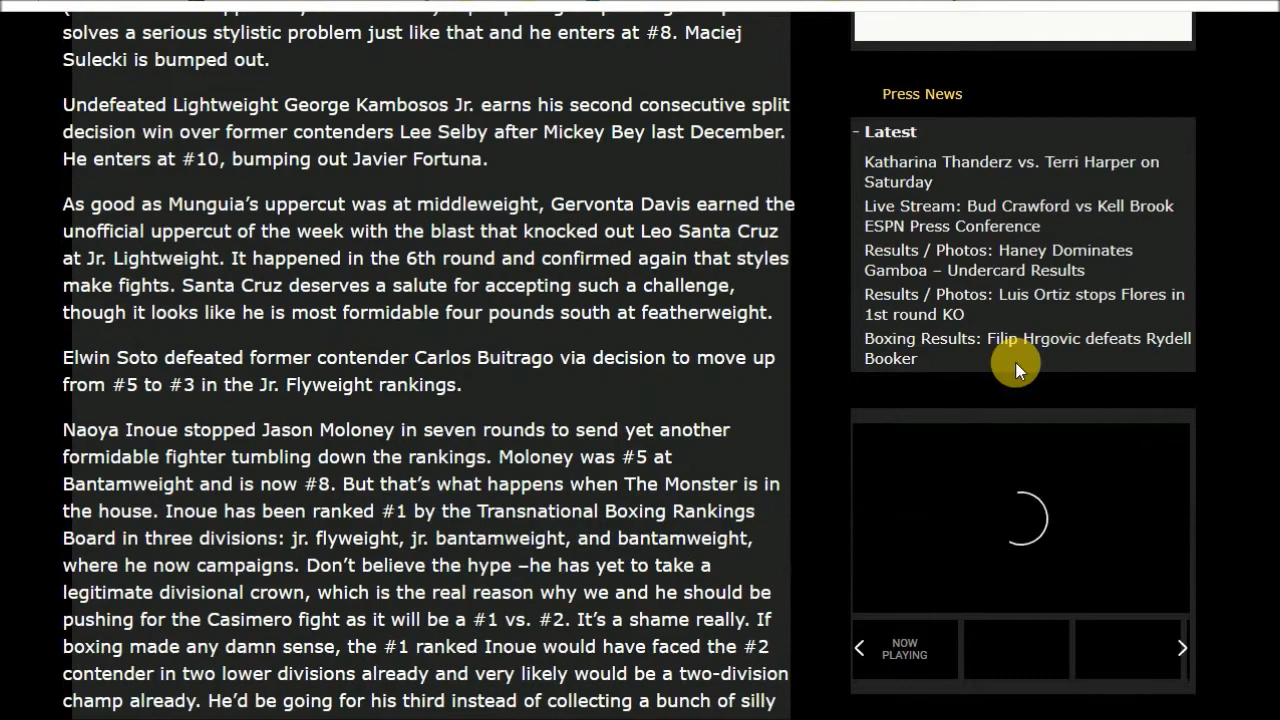 solves a serious stylistic problem just like that and he enters at #8. Maciej
Sulecki is bumped out.
Undefeated Lightweight George Kambosos Jr. earns his second consecutive split
decision win over former contenders Lee Selby after Mickey Bey last December.
He enters at #10, bumping out Javier Fortuna.
As good as Munguia’s uppercut was at middleweight, Gervonta Davis earned the
unofficial uppercut of the week with the blast that knocked out Leo Santa Cruz
at Jr. Lightweight. It happened in the 6th round and confirmed again that styles
make fights. Santa Cruz deserves a salute for accepting such a challenge,
though it looks like he is most formidable four pounds south at featherweight.
Elwin Soto defeated former contender Carlos Buitrago via decision to move up
from #5 to #3 in the Jr. Flyweight rankings.
Naoya Inoue stopped Jason Moloney in seven rounds to send yet another
formidable fighter tumbling down the rankings. Moloney was #5 at
Bantamweight and is now #8. But that’s what happens when The Monster is in
the house. Inoue has been ranked #1 by the Transnational Boxing Rankings
Board in three divisions: jr. flyweight, jr. bantamweight, and bantamweight,
where he now campaigns. Don’t believe the hype –he has yet to take a
legitimate divisional crown, which is the real reason why we and he should be
pushing for the Casimero fight as it will be a #1 vs. #2. It’s a shame really. If
boxing made any damn sense, the #1 ranked Inoue would have faced the #2
contender in two lower divisions already and very likely would be a two-division
champ already. He’d be going for his third instead of collecting a bunch of silly
Press News
- Latest
Katharina Thanderz vs. Terri Harper on
Saturday
Live Stream: Bud Crawford vs Kell Brook
ESPN Press Conference
Results / Photos: Haney Dominates
Gamboa – Undercard Results
Results / Photos: Luis Ortiz stops Flores in
1st round KO
Boxing Results: Filip Hrgovic defeats Rydell
Booker
NOW
PLAYING